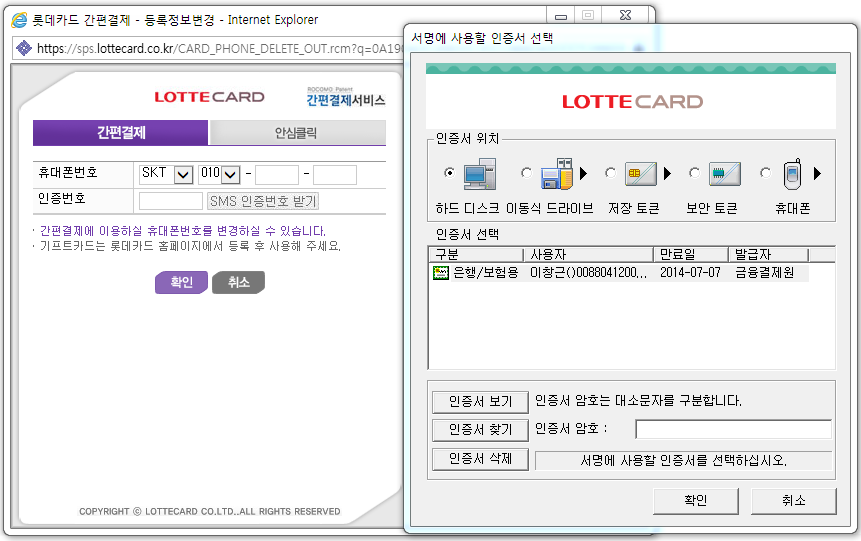 롯데카드 간편결제 - 등록정보변경 - Internet Explorer
https://sps.lottecard.co.kr/CARD_PHONE_DELETE_OUT.rcm?q=0A190
LOTTE CARD
ROCOMO Patent
간편결제서비스
간편결제
안심클릭
휴대폰번호 SKT 010 - -
인증번호 SMS 인증번호 받기
· 간편결제에 이용하실 휴대폰번호를 변경하실 수 있습니다.
· 기프트카드는 롯데카드 홈페이지에서 등록 후 사용해 주세요.
확인 취소
COPYRIGHT ⓒ LOTTECARD CO.LTD.,ALL RIGHTS RESERVED
서명에 사용할 인증서 선택
LOTTE CARD
인증서 위치
하드 디스크 이동식 드라이브 저장 토큰 보안 토큰 휴대폰
인증서 선택
구분 사용자 만료일 발급자
은행/보험용 이창근()0088041200... 2014-07-07 금융결제원
인증서 보기 인증서 암호는 대소문자를 구분합니다.
인증서 찾기 인증서 암호 :
인증서 삭제 서명에 사용할 인증서를 선택하십시오.
확인 취소